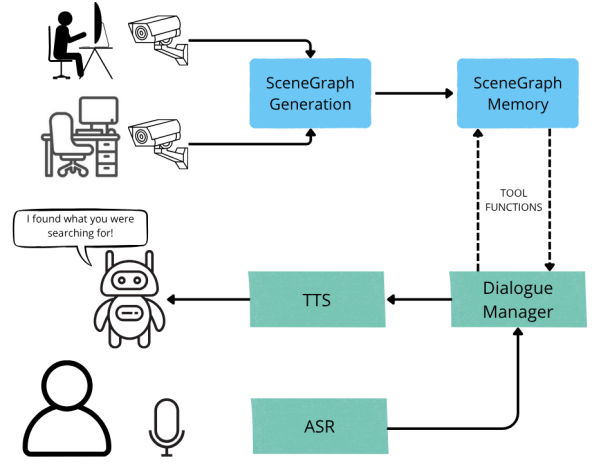 SceneGraph
Generation
SceneGraph
Memory
TOOL
FUNCTIONS
I found what you were
searching for!
TTS
Dialogue
Manager
ASR